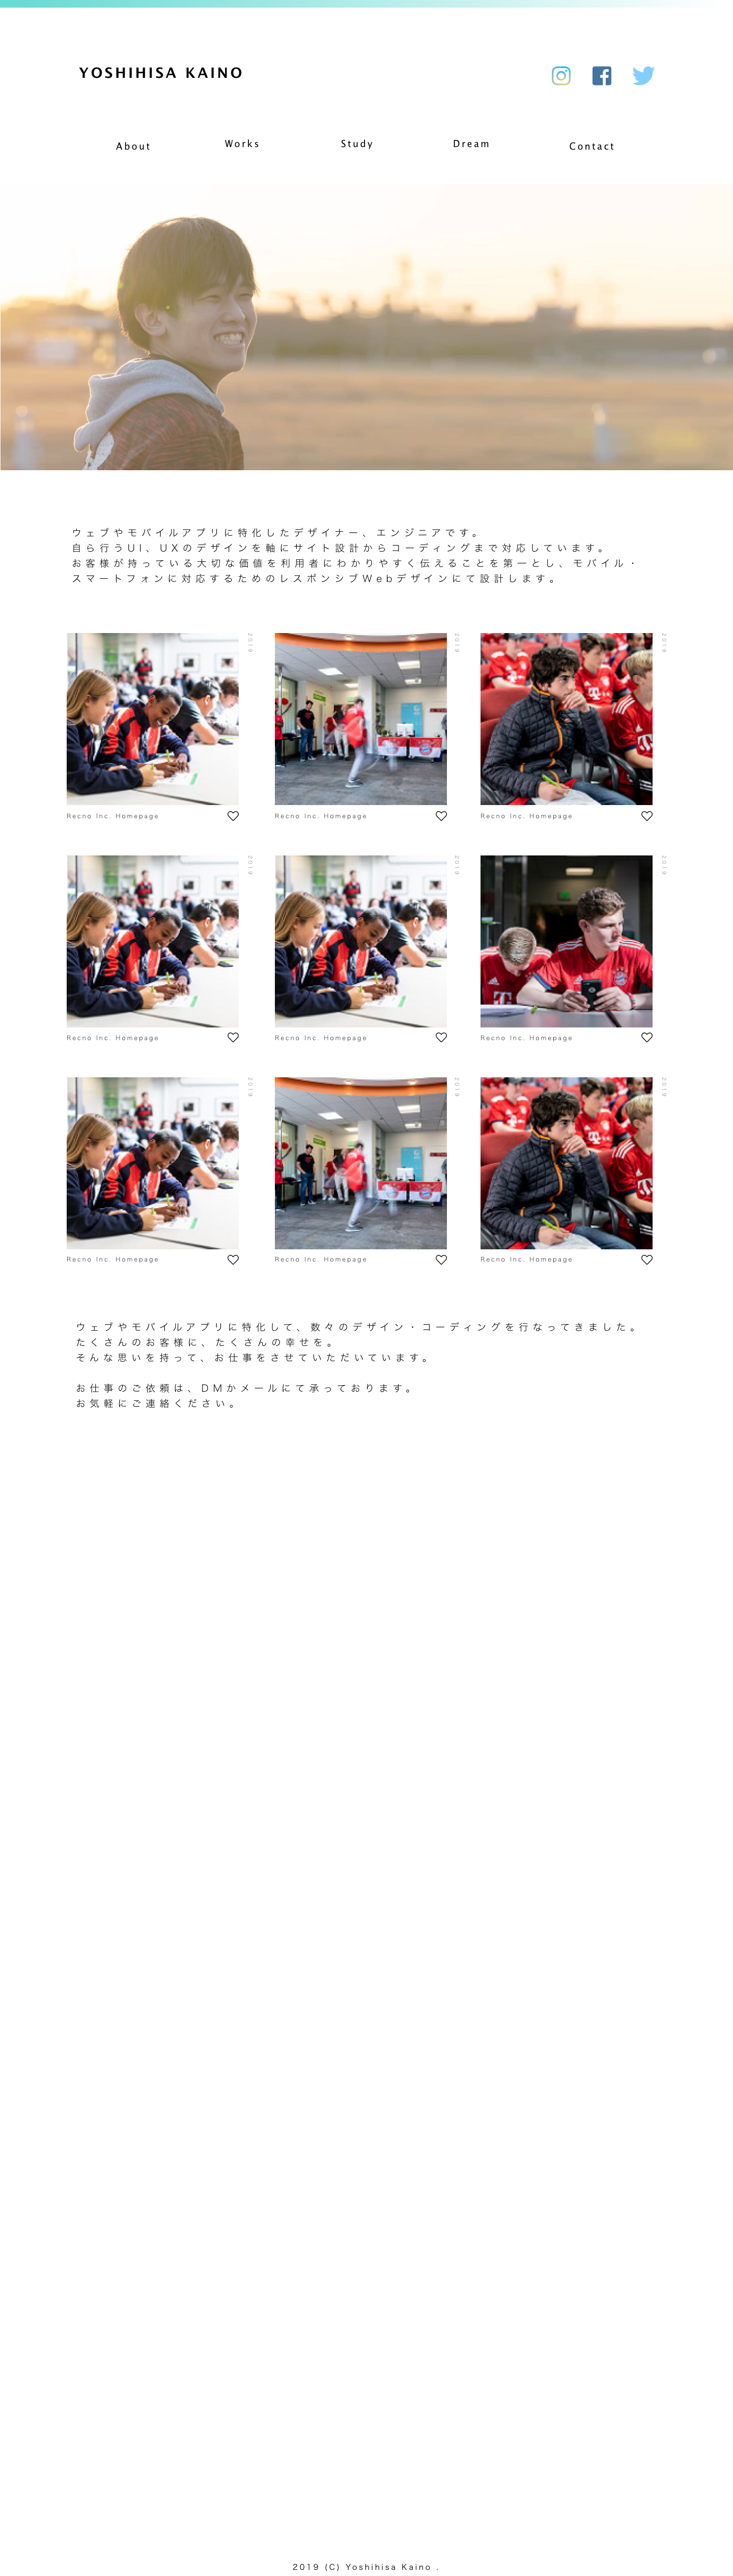 YOSHIHISA KAINO
About
Works
Study
Dream
Contact
ウェブやモバイルアプリに特化したデザイナー、エンジニアです。
自ら行うUI、UXのデザインを軸にサイト設計からコーディングまで対応しています。
お客様が持っている大切な価値を利用者にわかりやすく伝えることを第一とし、モバイル・
スマートフォンに対応するためのレスポンシブWebデザインにて設計します。
2019
2019
2019
Recno Inc. Homepage
Recno Inc. Homepage
Recno Inc. Homepage
2019
2019
2019
Recno Inc. Homepage
Recno Inc. Homepage
Recno Inc. Homepage
2019
2019
2019
Recno Inc. Homepage
Recno Inc. Homepage
Recno Inc. Homepage
ウェブやモバイルアプリに特化して、数々のデザイン・コーディングを行なってきました。
たくさんのお客様に、たくさんの幸せを。
そんな思いを持って、お仕事をさせていただいています。
お仕事のご依頼は、DMかメールにて承っております。
お気軽にご連絡ください。
2019 (C) Yoshihisa Kaino .